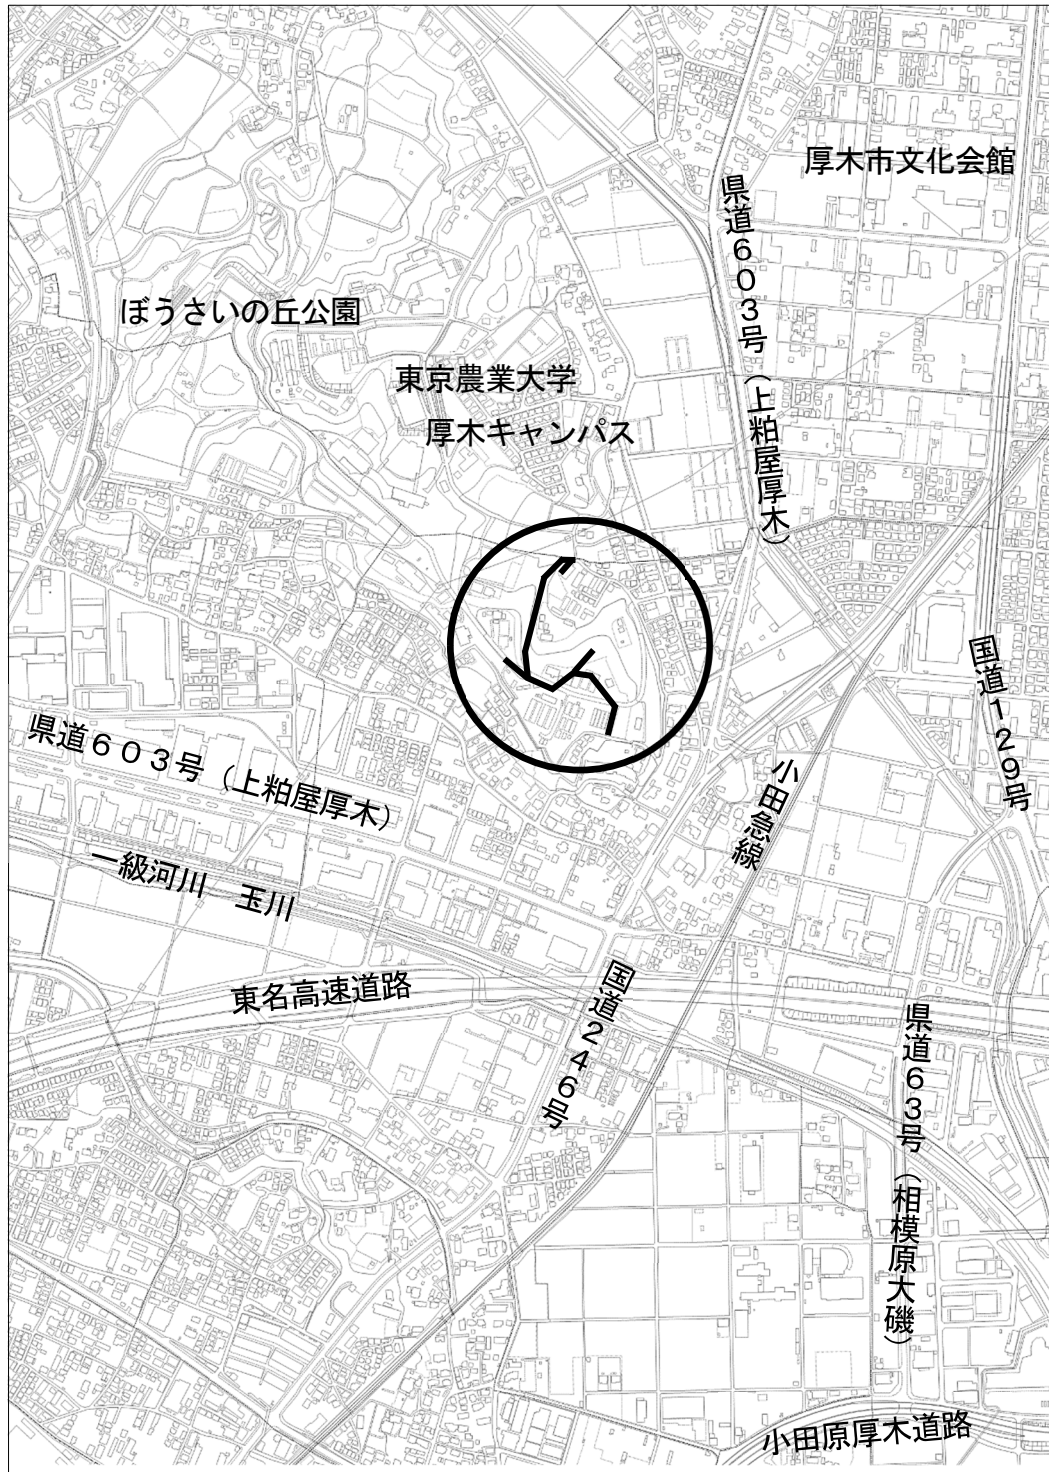 厚木市文化会館
県道６０３号（上粕屋厚木）
ぼうさいの丘公園
東京農業大学
厚木キャンパス
国道１２９号
県道６０３号（上粕屋厚木）
小田急線
一級河川　玉川
東名高速道路
国道２４６号
県道６３号（相模原大磯）
小田原厚木道路